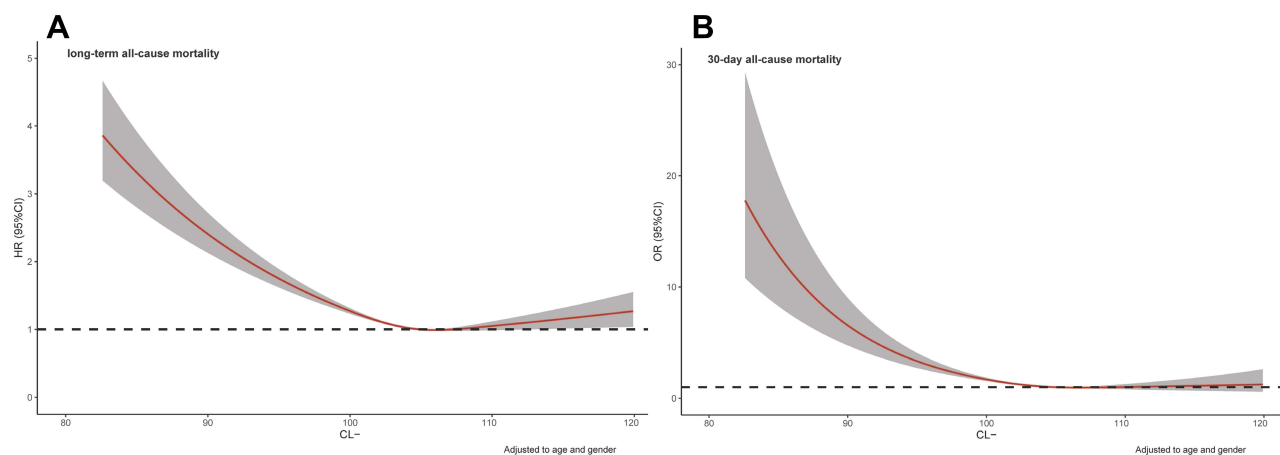 A
long-term all-cause mortality
5
4
3
2
1
0
HR (95%CI)
80
90
100
110
120
CL−
Adjusted to age and gender
B
30-day all-cause mortality
30
20
10
0
OR (95%CI)
80
90
100
110
120
CL−
Adjusted to age and gender